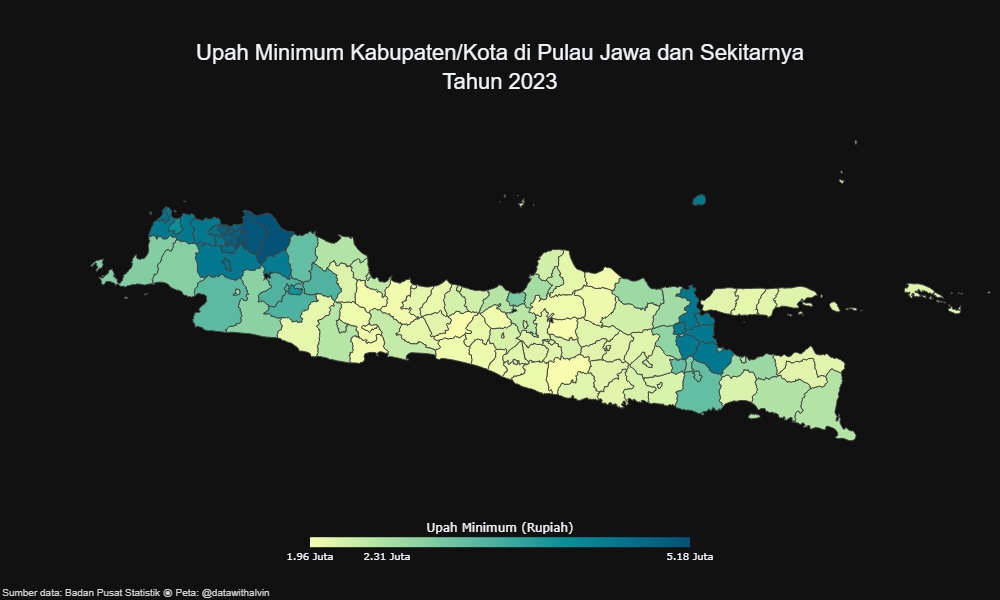 Upah Minimum Kabupaten/Kota di Pulau Jawa dan Sekitarnya
Tahun 2023
Upah Minimum (Rupiah)
1.96 Juta 2.31 Juta 5.18 Juta
Sumber data: Badan Pusat Statistik ◉ Peta: @datawithalvin